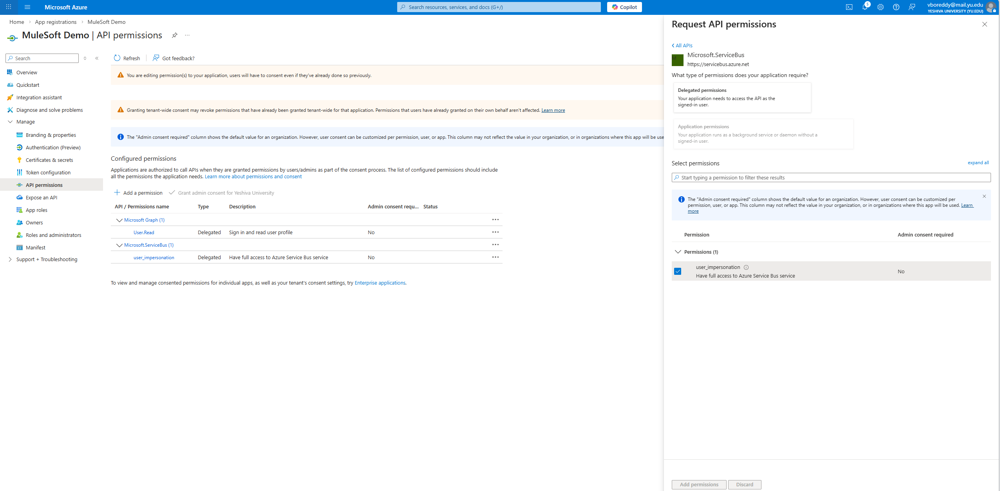 Microsoft Azure
Search resources, services, and docs (G+/)
Copilot
5
vboreddy@mail.yu.edu
YESHIVA UNIVERSITY (YU.EDU)
Home
App registrations
MuleSoft Demo
MuleSoft Demo | API permissions
Search
Overview
Quickstart
Integration assistant
Diagnose and solve problems
Manage
Branding & properties
Authentication (Preview)
Certificates & secrets
Token configuration
API permissions
Expose an API
App roles
Owners
Roles and administrators
Manifest
Support + Troubleshooting
Refresh
Got feedback?
You are editing permission(s) to your application, users will have to consent even if they've already done so previously.
Granting tenant-wide consent may revoke permissions that have already been granted tenant-wide for that application. Permissions that users have already granted on their own behalf aren't affected. Learn more
The "Admin consent required" column shows the default value for an organization. However, user consent can be customized per permission, user, or app. This column may not reflect the value in your organization, or in organizations where this app will be use
Configured permissions
Applications are authorized to call APIs when they are granted permissions by users/admins as part of the consent process. The list of configured permissions should include
all the permissions the application needs. Learn more about permissions and consent
Add a permission
Grant admin consent for Yeshiva University
API / Permissions name Type Description Admin consent requ... Status
Microsoft Graph (1)
User.Read Delegated Sign in and read user profile No
Microsoft.ServiceBus (1)
user_impersonation Delegated Have full access to Azure Service Bus service No
To view and manage consented permissions for individual apps, as well as your tenant's consent settings, try Enterprise applications.
Request API permissions
All APIs
M
Microsoft.ServiceBus
https://servicebus.azure.net
What type of permissions does your application require?
Delegated permissions
Your application needs to access the API as the
signed-in user.
Application permissions
Your application runs as a background service or daemon without a
signed-in user.
Select permissions
expand all
Start typing a permission to filter these results
The "Admin consent required" column shows the default value for an organization. However, user consent can be customized per
permission, user, or app. This column may not reflect the value in your organization, or in organizations where this app will be used. Learn
more
Permission Admin consent required
Permissions (1)
user_impersonation
Have full access to Azure Service Bus service
No
Add permissions
Discard